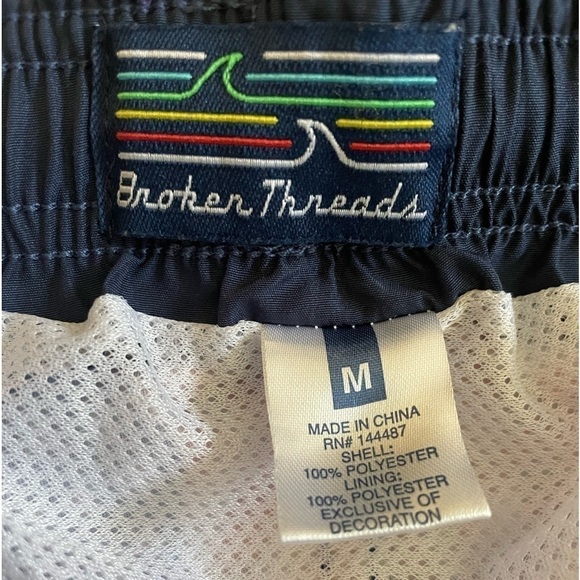 Broken Threads
M
MADE IN CHINA
RN# 144487
SHELL:
100% POLYESTER
LINING:
100% POLYESTER
EXCLUSIVE OF
DECORATION